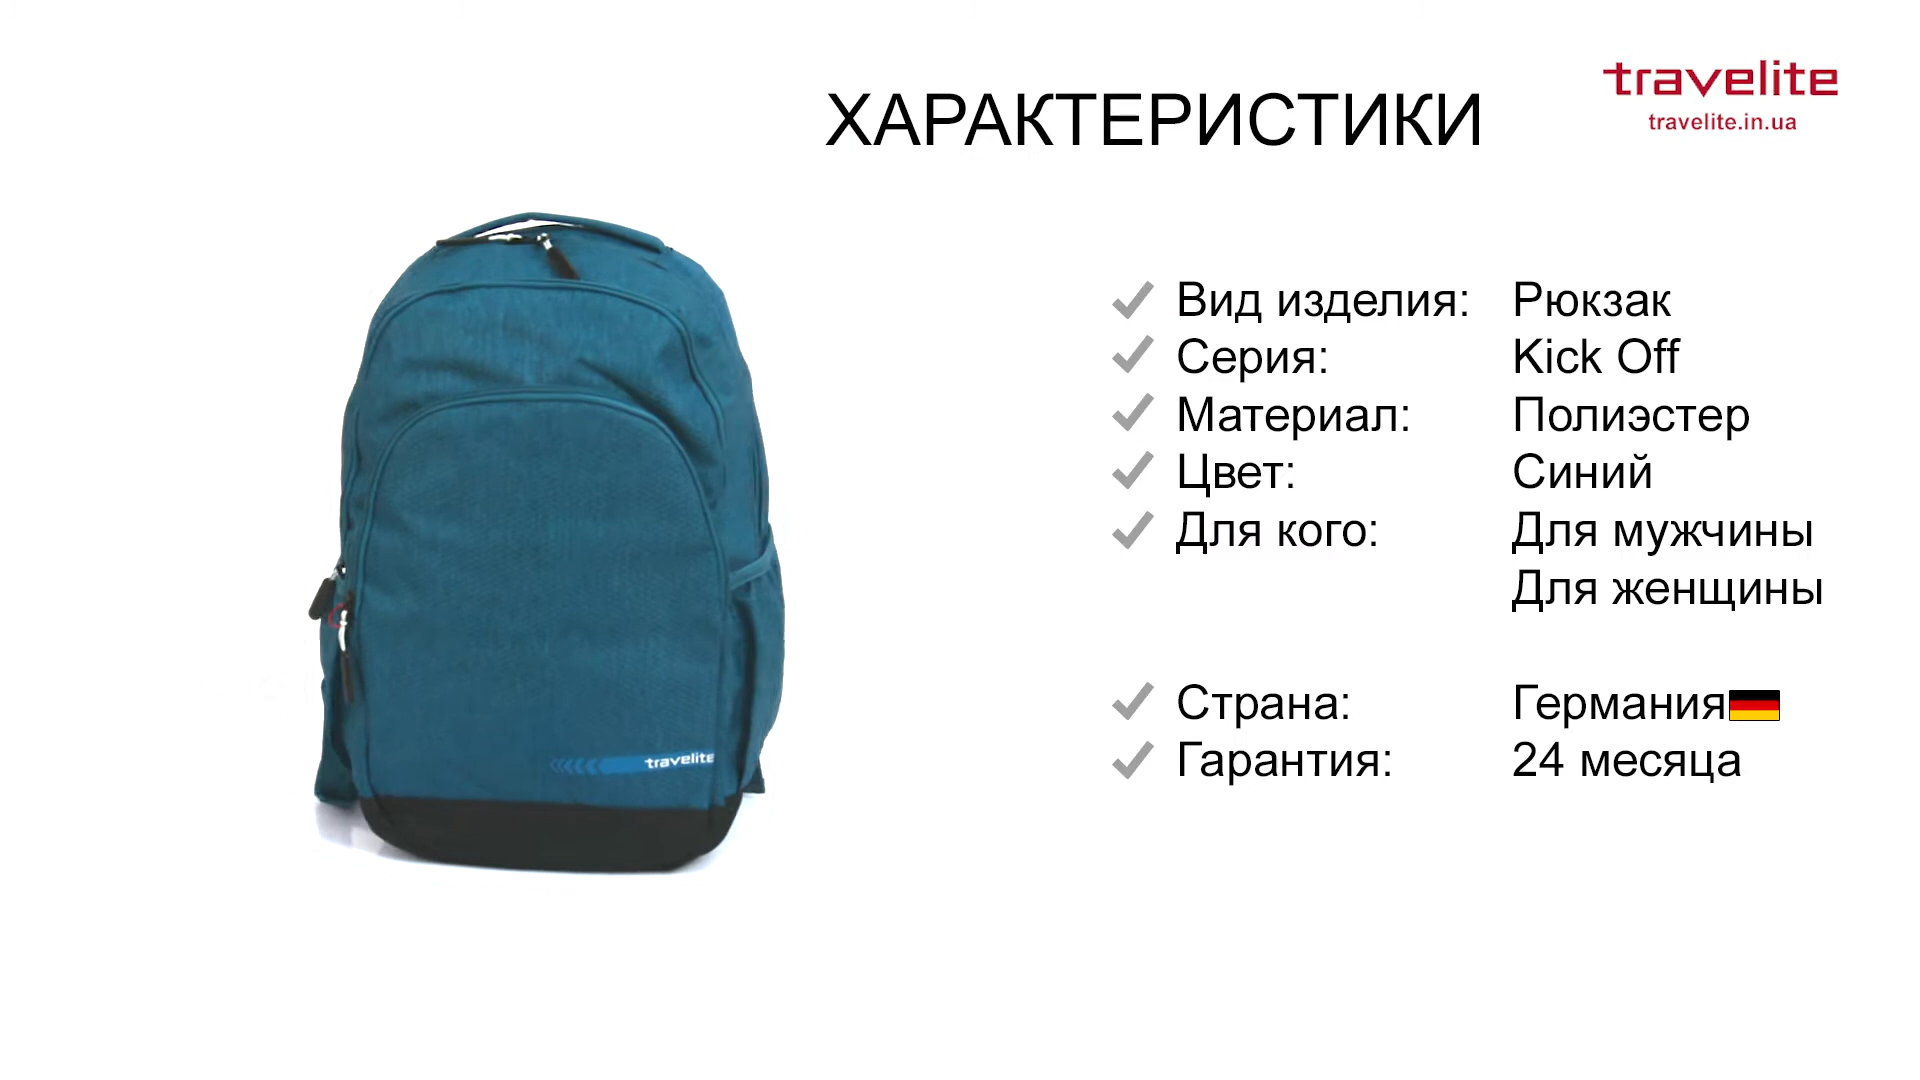 travelite
travelite.in.ua
ХАРАКТЕРИСТИКИ
Вид изделия: Рюкзак
Серия: Kick Off
Материал: Полиэстер
Цвет: Синий
Для кого: Для мужчины
Для женщины
Страна: Германия
Гарантия: 24 месяца
travelite